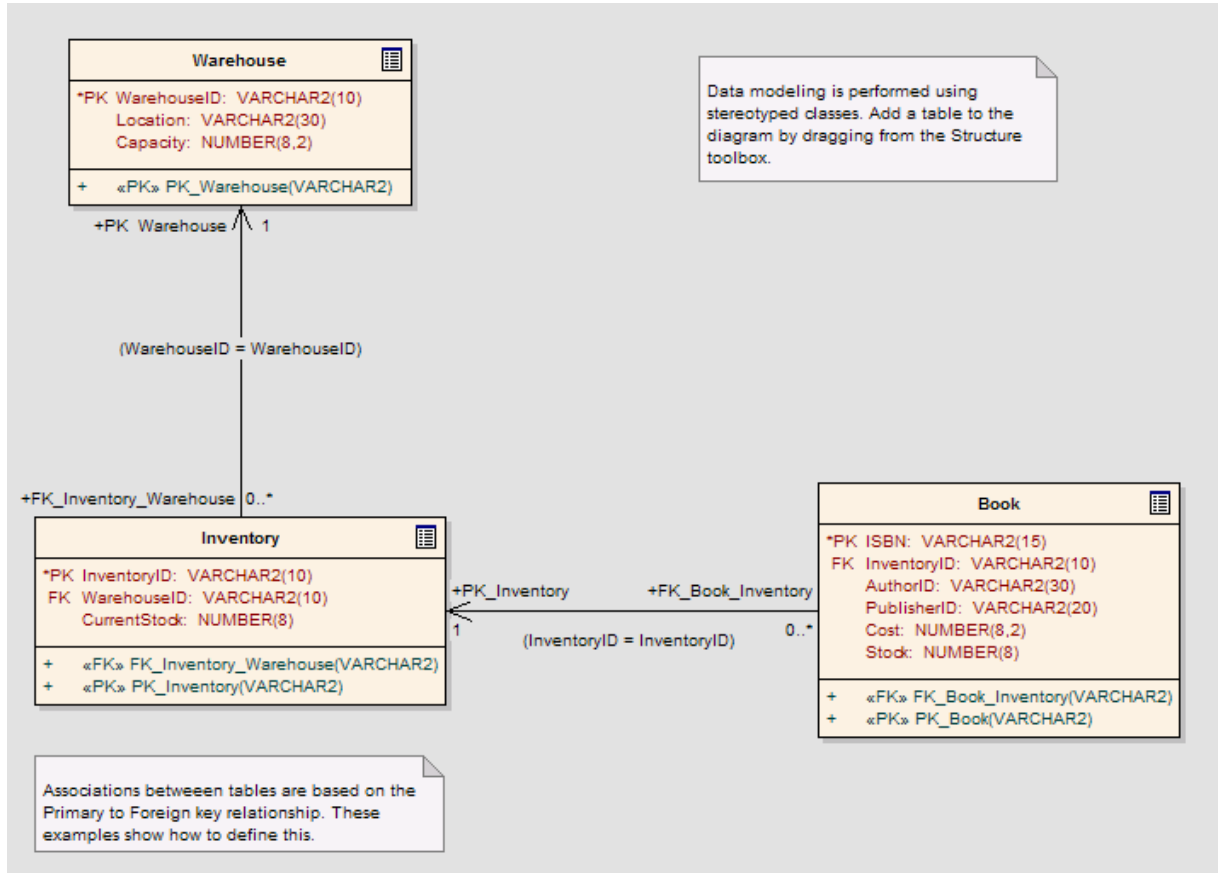 Warehouse
*PK WarehouseID: VARCHAR2(10)
Location: VARCHAR2(30)
Capacity: NUMBER(8,2)
+ «PK» PK_Warehouse(VARCHAR2)
+PK Warehouse 1
(WarehouseID = WarehouseID)
+FK_Inventory_Warehouse 0..*
Data modeling is performed using
stereotyped classes. Add a table to the
diagram by dragging from the Structure
toolbox.
Inventory
*PK InventoryID: VARCHAR2(10)
FK WarehouseID: VARCHAR2(10)
CurrentStock: NUMBER(8)
+ «FK» FK_Inventory_Warehouse(VARCHAR2)
+ «PK» PK_Inventory(VARCHAR2)
+PK_Inventory +FK_Book_Inventory
1 (InventoryID = InventoryID) 0..*
Book
*PK ISBN: VARCHAR2(15)
FK InventoryID: VARCHAR2(10)
AuthorID: VARCHAR2(30)
PublisherID: VARCHAR2(20)
Cost: NUMBER(8,2)
Stock: NUMBER(8)
+ «FK» FK_Book_Inventory(VARCHAR2)
+ «PK» PK_Book(VARCHAR2)
Associations betweeen tables are based on the
Primary to Foreign key relationship. These
examples show how to define this.